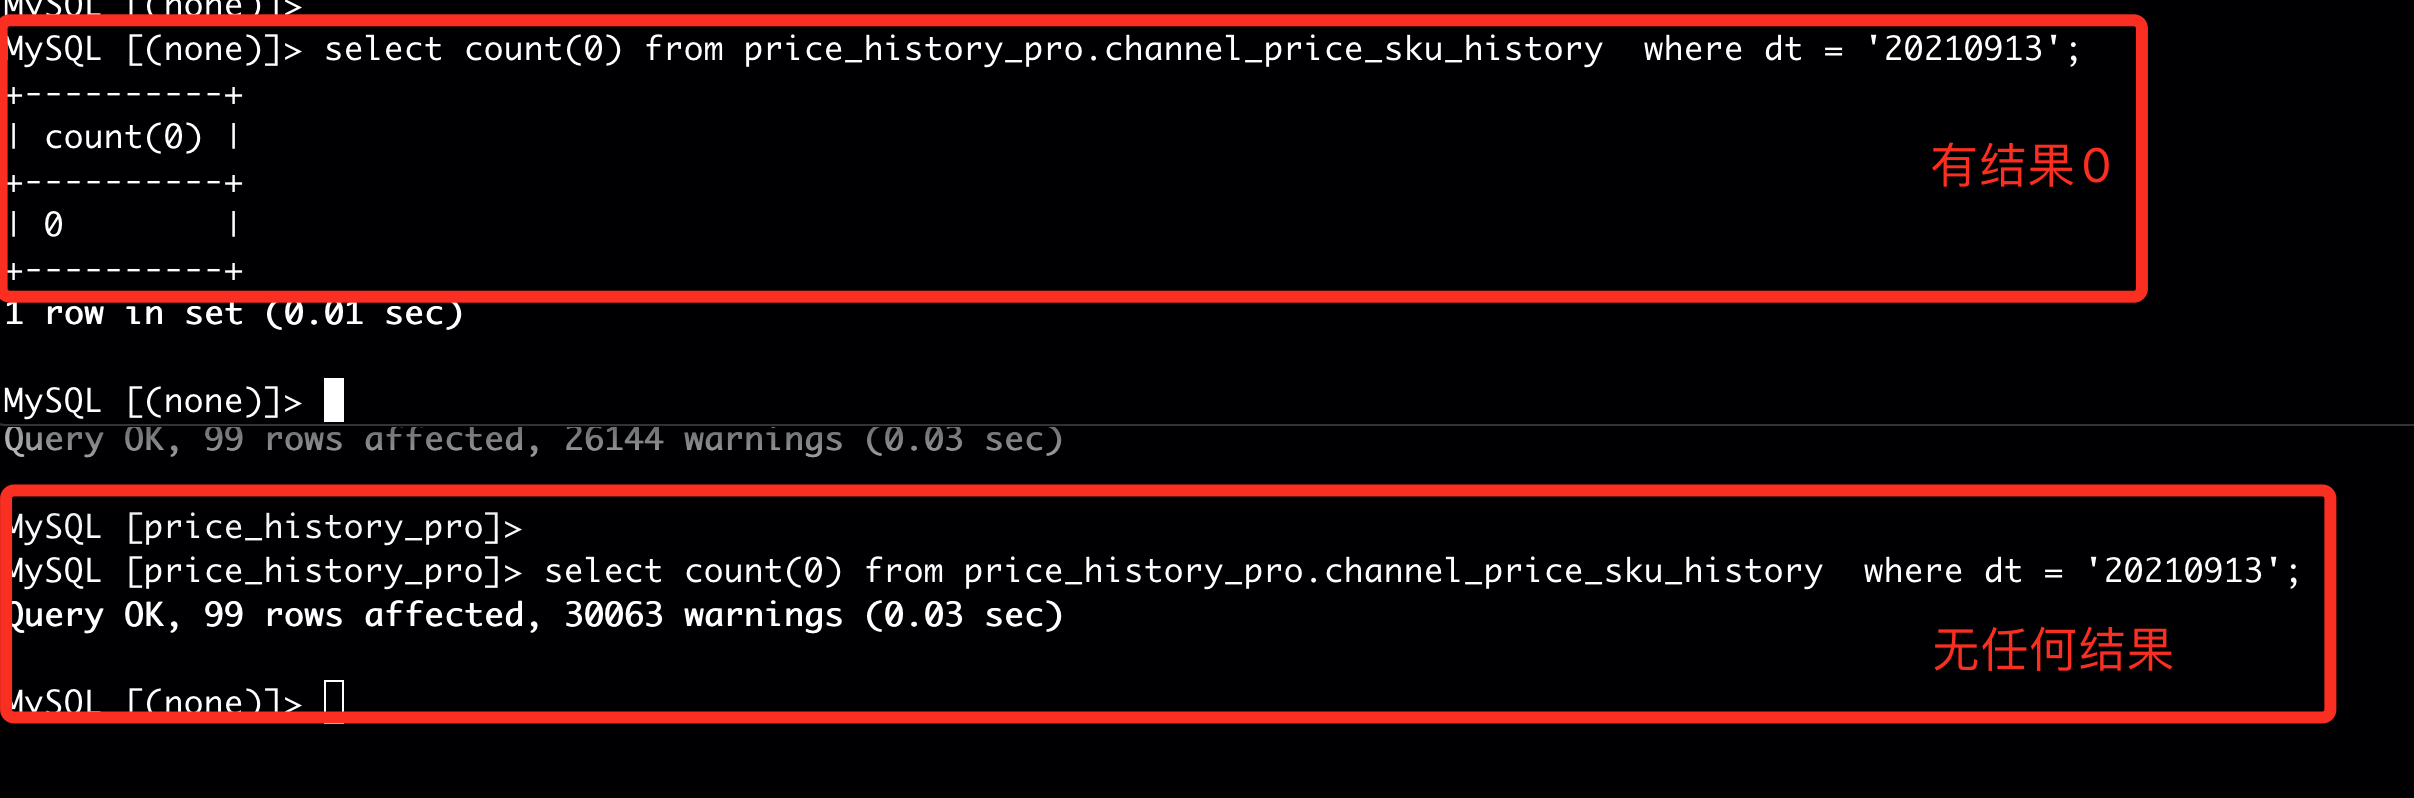 MySQL [(none)]>
MySQL [(none)]> select count(0) from price_history_pro.channel_price_sku_history  where dt = '20210913';
+----------+
| count(0) |
+----------+
| 0        |
+----------+
有结果0
1 row in set (0.01 sec)
MySQL [(none)]>
Query OK, 99 rows affected, 26144 warnings (0.03 sec)
MySQL [price_history_pro]>
MySQL [price_history_pro]> select count(0) from price_history_pro.channel_price_sku_history  where dt = '20210913';
Query OK, 99 rows affected, 30063 warnings (0.03 sec)
无任何结果
MySQL [(none)]>